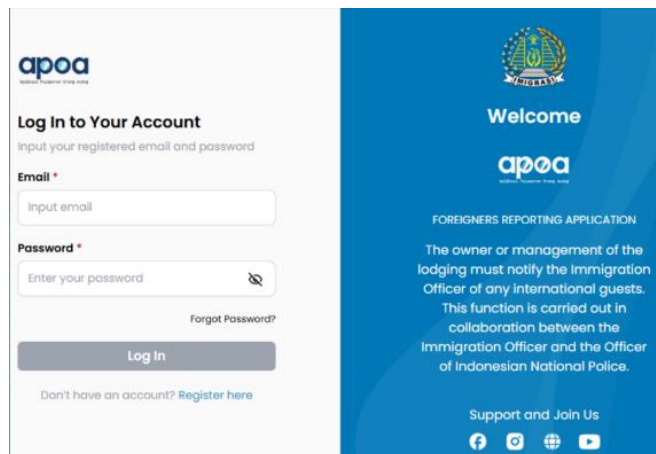 apoa
Log In to Your Account
Input your registered email and password
Email *
Input email
Password *
Enter your password
Forgot Password?
Log In
Don't have an account? Register here
IMIGRASI
Welcome
apoa
FOREIGNERS REPORTING APPLICATION
The owner or management of the
lodging must notify the Immigration
Officer of any international guests.
This function is carried out in
collaboration between the
Immigration Officer and the Officer
of Indonesian National Police.
Support and Join Us